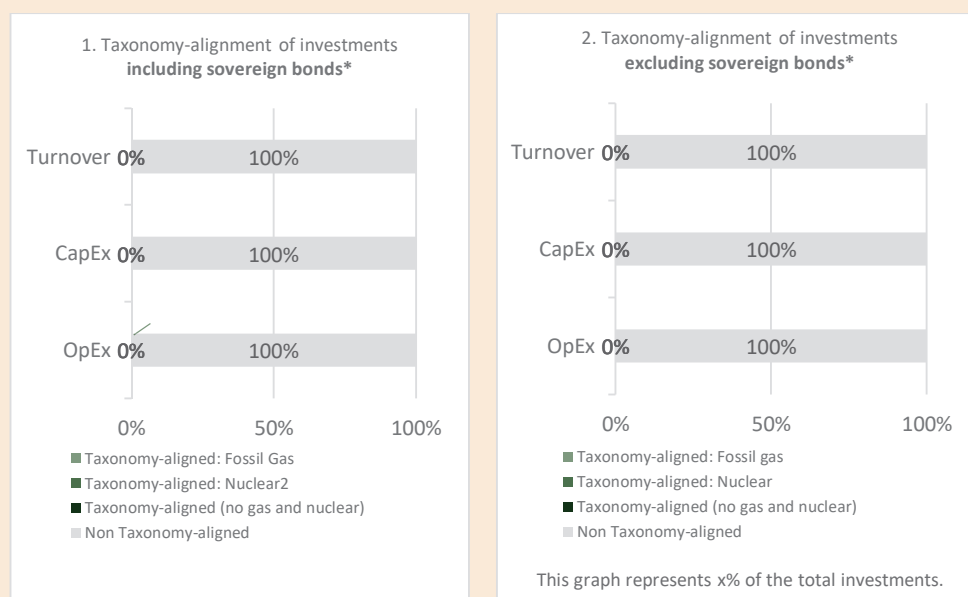 1. Taxonomy-alignment of investments
including sovereign bonds*
Turnover 0% 100%
CapEx 0% 100%
OpEx 0% 100%
0% 50% 100%
Taxonomy-aligned: Fossil Gas
Taxonomy-aligned: Nuclear2
Taxonomy-aligned (no gas and nuclear)
Non Taxonomy-aligned
2. Taxonomy-alignment of investments
excluding sovereign bonds*
Turnover 0% 100%
CapEx 0% 100%
OpEx 0% 100%
0% 50% 100%
Taxonomy-aligned: Fossil gas
Taxonomy-aligned: Nuclear
Taxonomy-aligned (no gas and nuclear)
Non Taxonomy-aligned
This graph represents x% of the total investments.